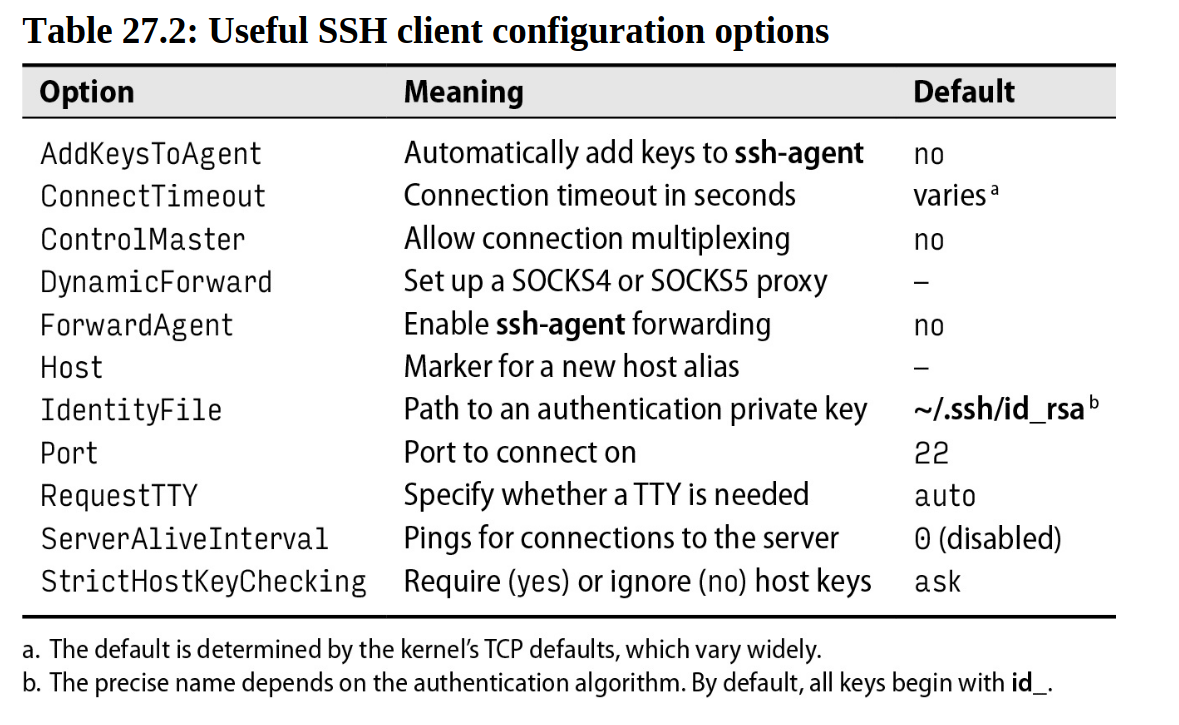 Table 27.2: Useful SSH client configuration options
Option Meaning Default
AddKeysToAgent Automatically add keys to ssh-agent no
ConnectTimeout Connection timeout in seconds varies a
ControlMaster Allow connection multiplexing no
DynamicForward Set up a SOCKS4 or SOCKS5 proxy –
ForwardAgent Enable ssh-agent forwarding no
Host Marker for a new host alias –
IdentityFile Path to an authentication private key ~/.ssh/id_rsa b
Port Port to connect on 22
RequestTTY Specify whether a TTY is needed auto
ServerAliveInterval Pings for connections to the server 0 (disabled)
StrictHostKeyChecking Require (yes) or ignore (no) host keys ask
a. The default is determined by the kernel’s TCP defaults, which vary widely.
b. The precise name depends on the authentication algorithm. By default, all keys begin with id_.